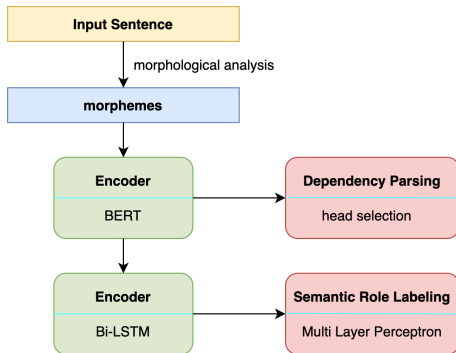 Input Sentence
morphological analysis
morphemes
Encoder
BERT
Dependency Parsing
head selection
Encoder
Bi-LSTM
Semantic Role Labeling
Multi Layer Perceptron